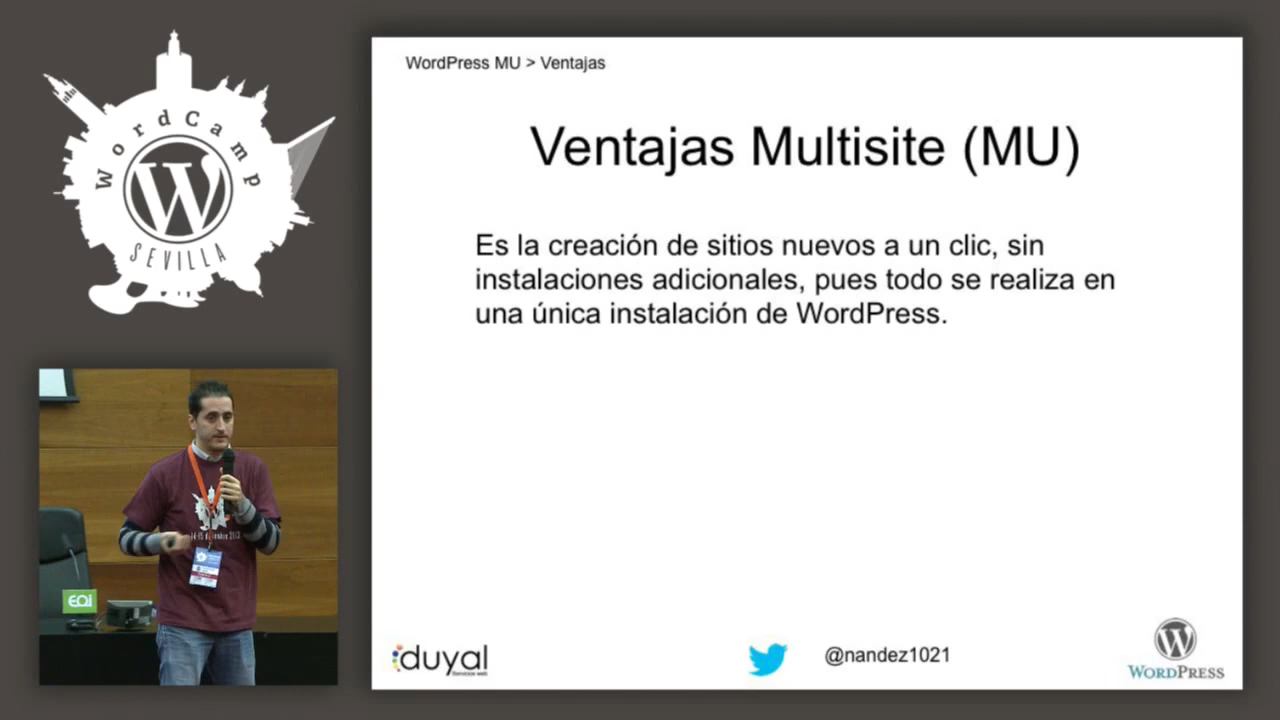 WordCamp
SEVILLA
WordPress MU > Ventajas
Ventajas Multisite (MU)
Es la creación de sitios nuevos a un clic, sin
instalaciones adicionales, pues todo se realiza en
una única instalación de WordPress.
EOI
duyal
Servicios web
@nandez1021
WORDPRESS